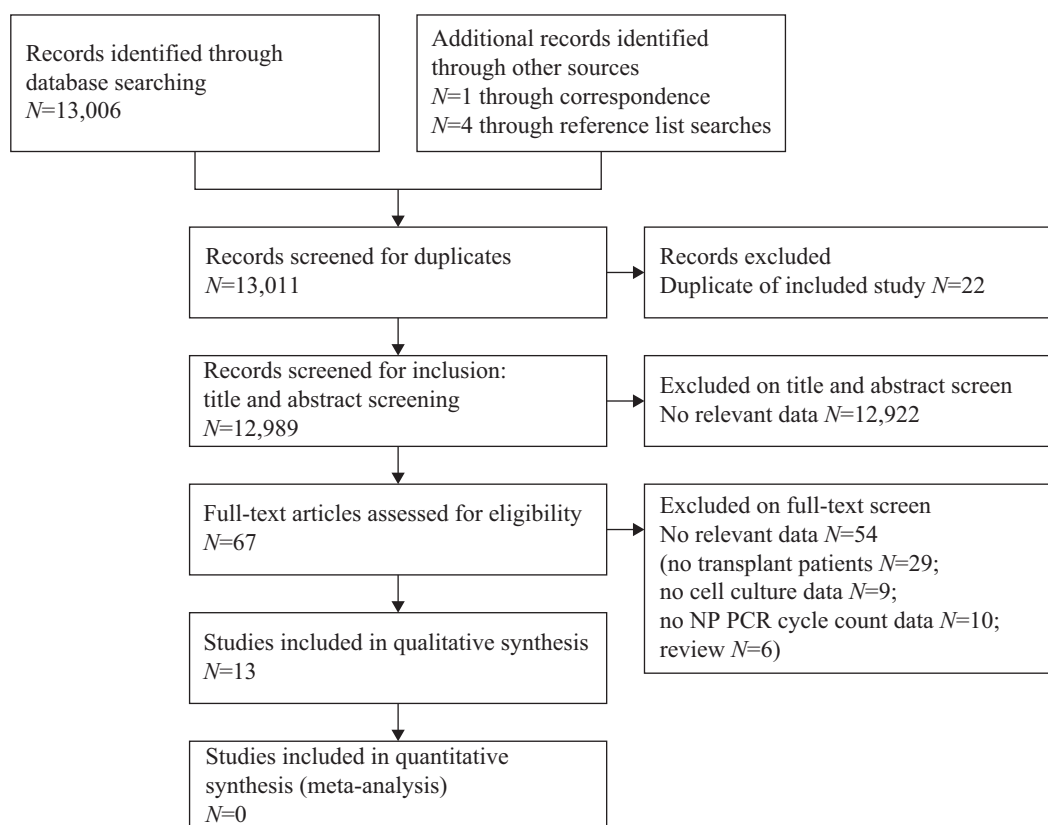 Records identified through
database searching
N=13,006
Additional records identified
through other sources
N=1 through correspondence
N=4 through reference list searches
Records screened for duplicates
N=13,011
Records excluded
Duplicate of included study N=22
Records screened for inclusion:
title and abstract screening
N=12,989
Excluded on title and abstract screen
No relevant data N=12,922
Full-text articles assessed for eligibility
N=67
Excluded on full-text screen
No relevant data N=54
(no transplant patients N=29;
no cell culture data N=9;
no NP PCR cycle count data N=10;
review N=6)
Studies included in qualitative synthesis
N=13
Studies included in quantitative
synthesis (meta-analysis)
N=0